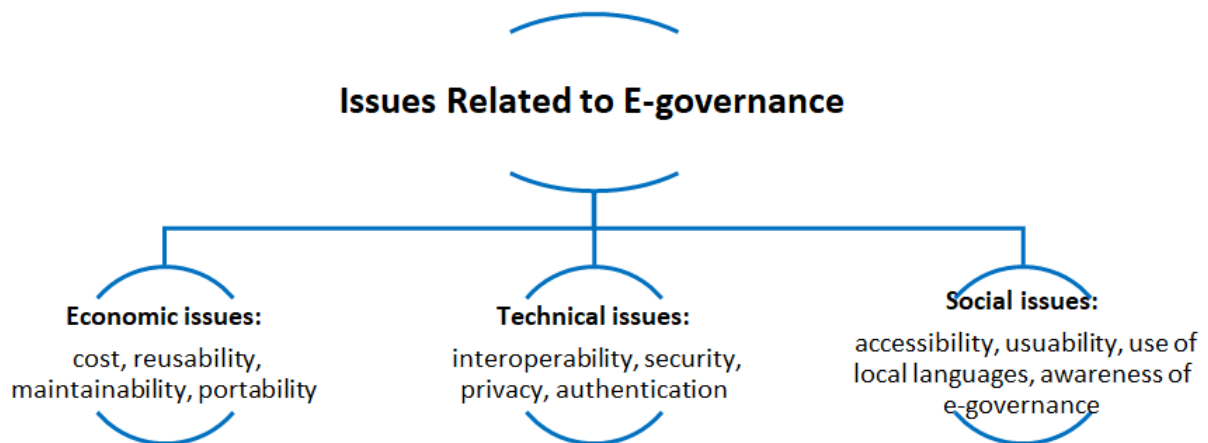 Issues Related to E-governance
Economic issues:
cost, reusability,
maintainability, portability
Technical issues:
interoperability, security,
privacy, authentication
Social issues:
accessibility, usuability, use of
local languages, awareness of
e-governance